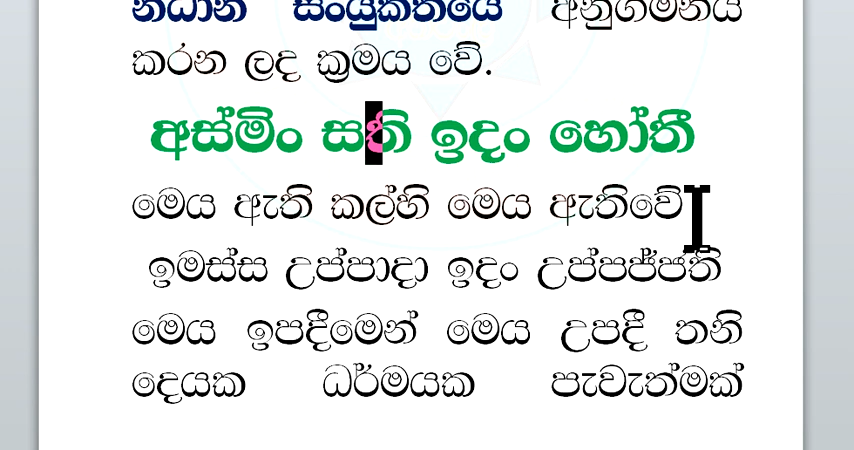 නිධාන සංයුක්තයේ අනුගමනය
කරන ලද ක්‍රමය වේ.
අස්මිං සති ඉදං හෝතී
මෙය ඇති කල්හි මෙය ඇතිවේ
ඉමස්ස උප්පාදා ඉදං උප්පජ්ජති
මෙය ඉපදීමෙන් මෙය උපදී තනි
දෙයක ධර්මයක පැවැත්මක්